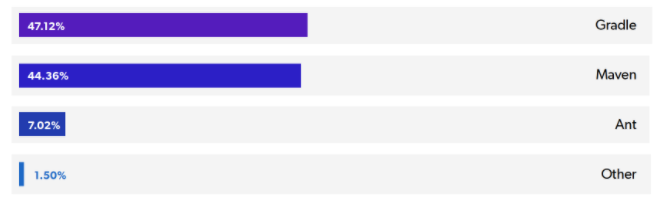 47.12% Gradle
44.36% Maven
7.02% Ant
1.50% Other